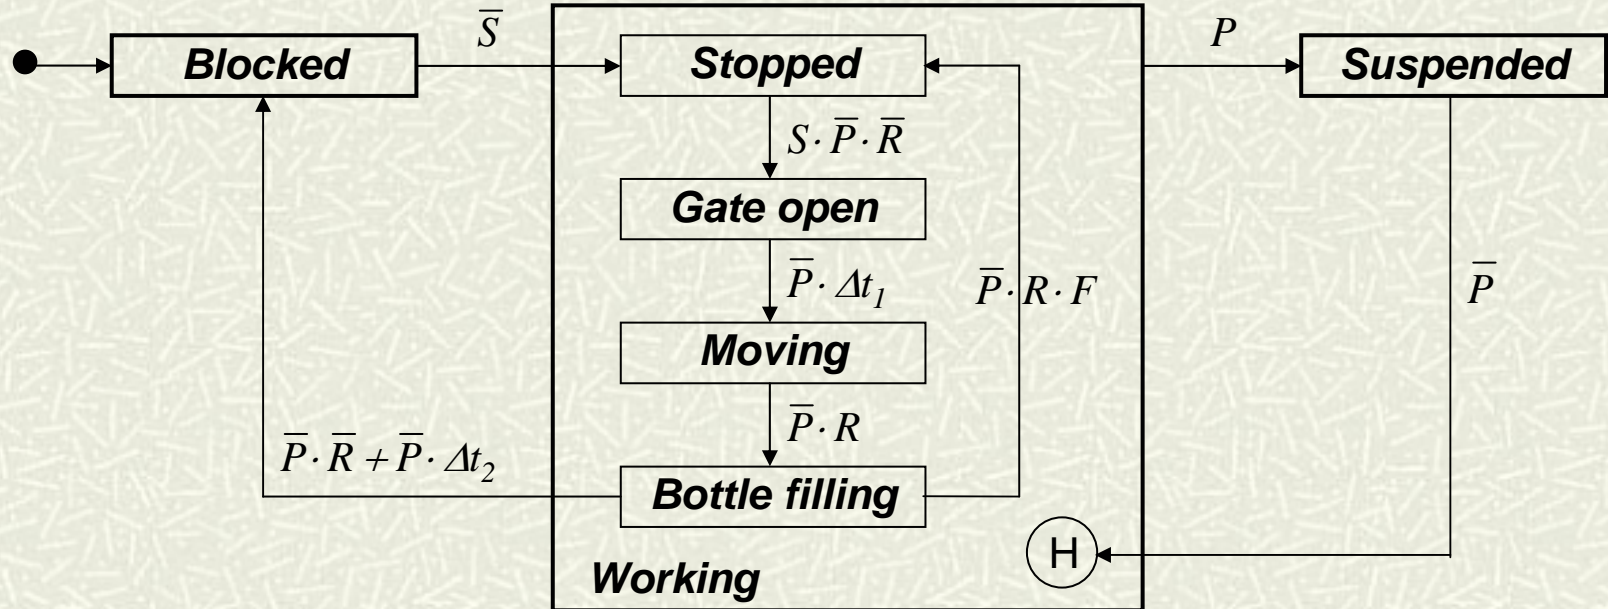 S̅
P
Blocked
Stopped
Suspended
S · P̅ · R̅
Gate open
P̅ · Δt₁
P̅ · R · F
P̅
Moving
P̅ · R
P̅ · R̅ + P̅ · Δt₂
Bottle filling
H
Working